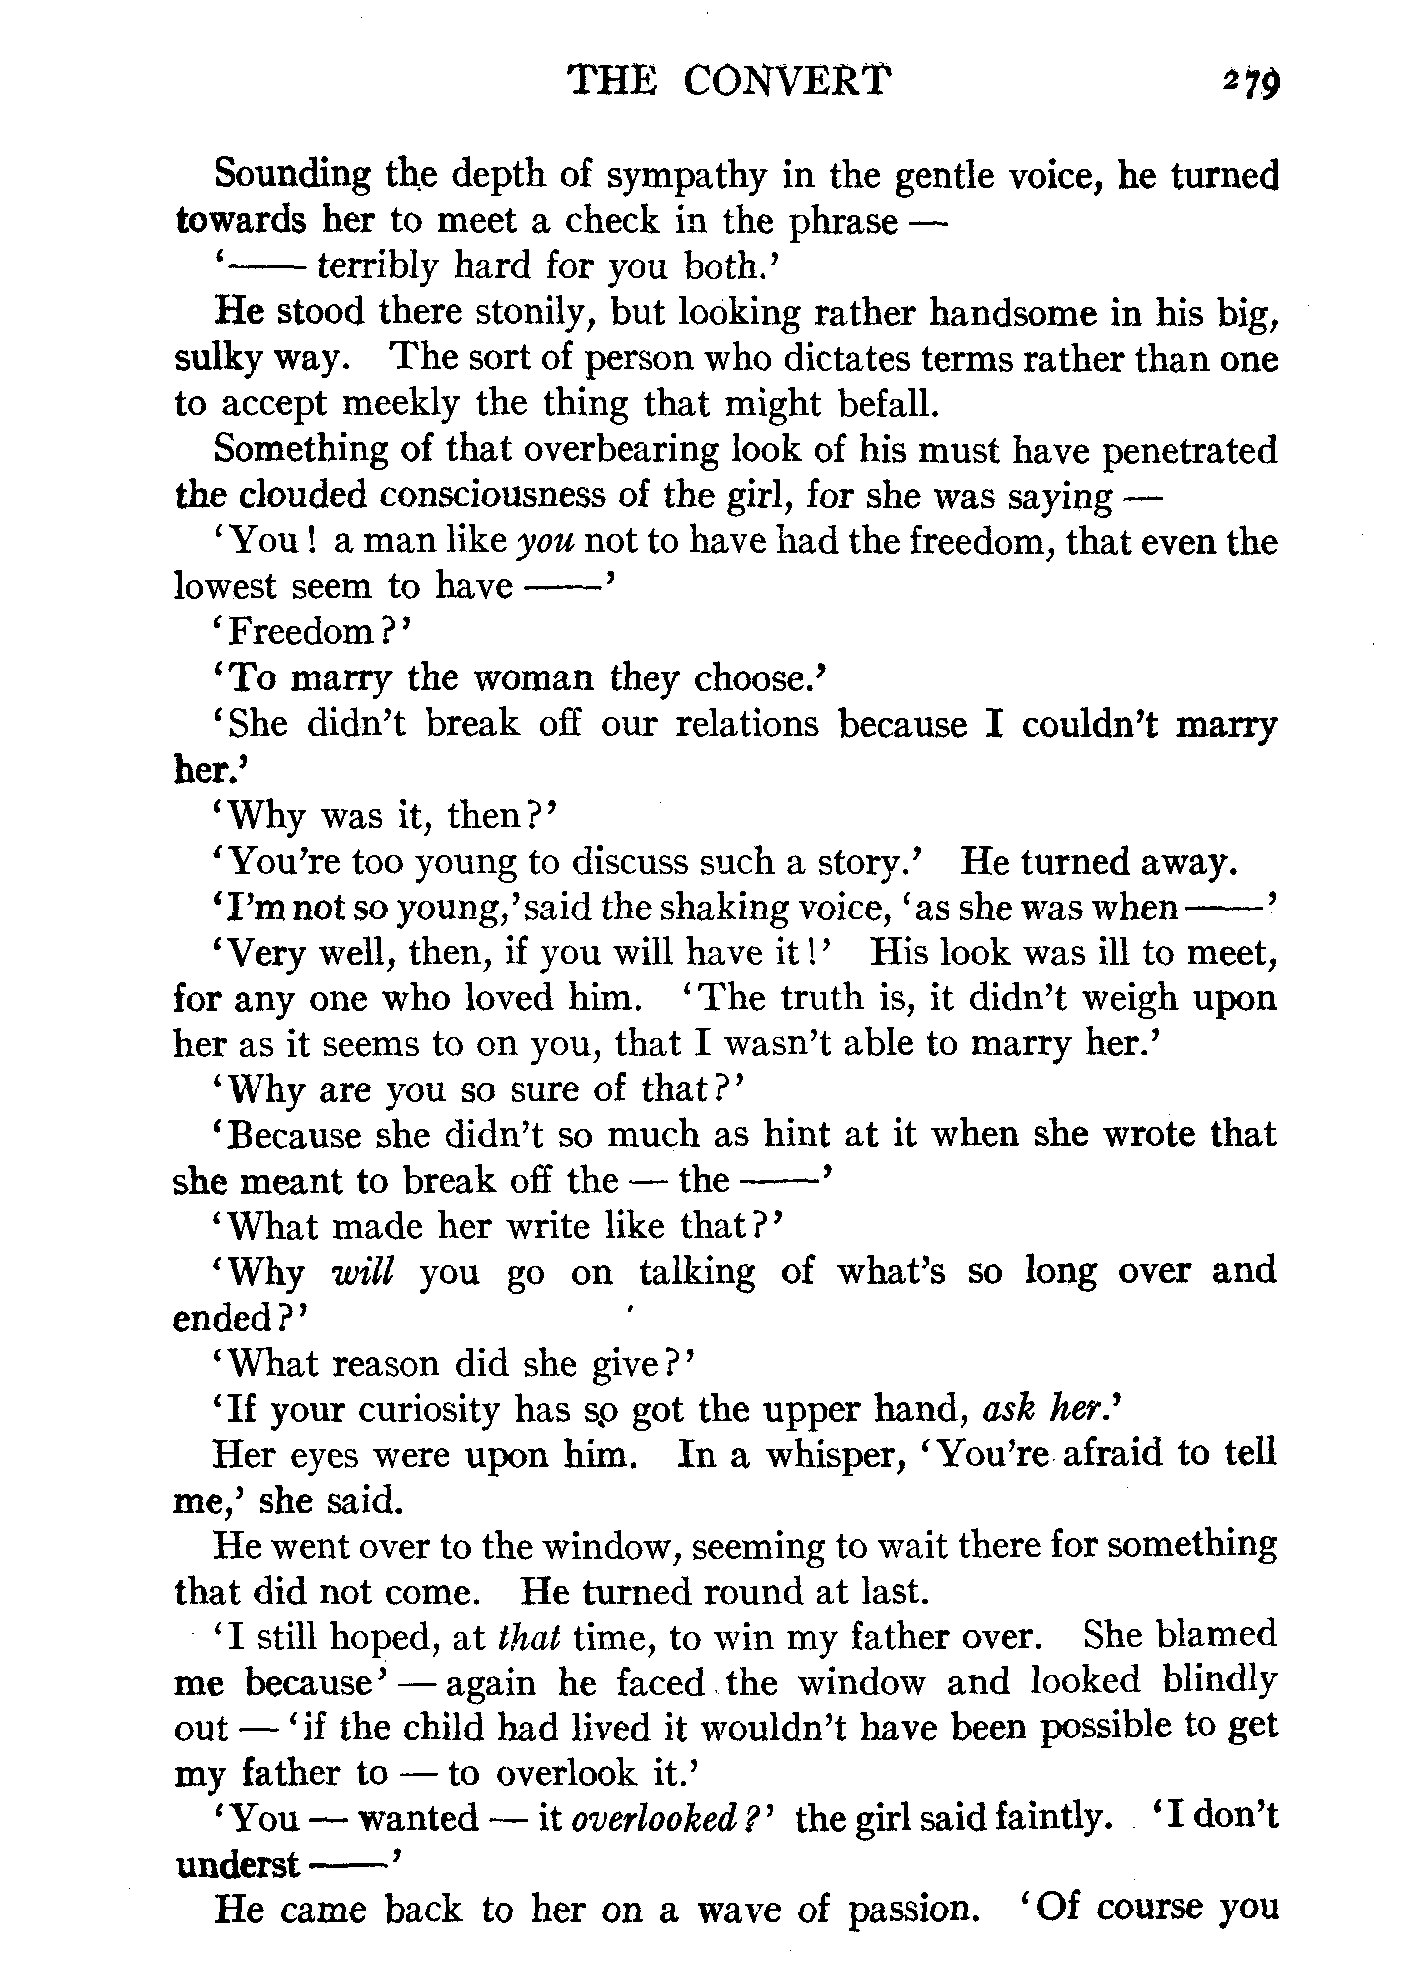 THE CONVERT 279
Sounding the depth of sympathy in the gentle voice, he turned
towards her to meet a check in the phrase —
‘—— terribly hard for you both.’
He stood there stonily, but looking rather handsome in his big,
sulky way. The sort of person who dictates terms rather than one
to accept meekly the thing that might befall.
Something of that overbearing look of his must have penetrated
the clouded consciousness of the girl, for she was saying —
‘You! a man like you not to have had the freedom, that even the
lowest seem to have ——’
‘Freedom?’
‘To marry the woman they choose.’
‘She didn’t break off our relations because I couldn’t marry
her.’
‘Why was it, then?’
‘You’re too young to discuss such a story.’ He turned away.
‘I’m not so young,’ said the shaking voice, ‘as she was when ——’
‘Very well, then, if you will have it!’ His look was ill to meet,
for any one who loved him. ‘The truth is, it didn’t weigh upon
her as it seems to on you, that I wasn’t able to marry her.’
‘Why are you so sure of that?’
‘Because she didn’t so much as hint at it when she wrote that
she meant to break off the — the ——’
‘What made her write like that?’
‘Why will you go on talking of what’s so long over and
ended?’
‘What reason did she give?’
‘If your curiosity has so got the upper hand, ask her.’
Her eyes were upon him. In a whisper, ‘You’re afraid to tell
me,’ she said.
He went over to the window, seeming to wait there for something
that did not come. He turned round at last.
‘I still hoped, at that time, to win my father over. She blamed
me because’ — again he faced the window and looked blindly
out — ‘if the child had lived it wouldn’t have been possible to get
my father to — to overlook it.’
‘You — wanted — it overlooked?’ the girl said faintly. ‘I don’t
underst ——’
He came back to her on a wave of passion. ‘Of course you